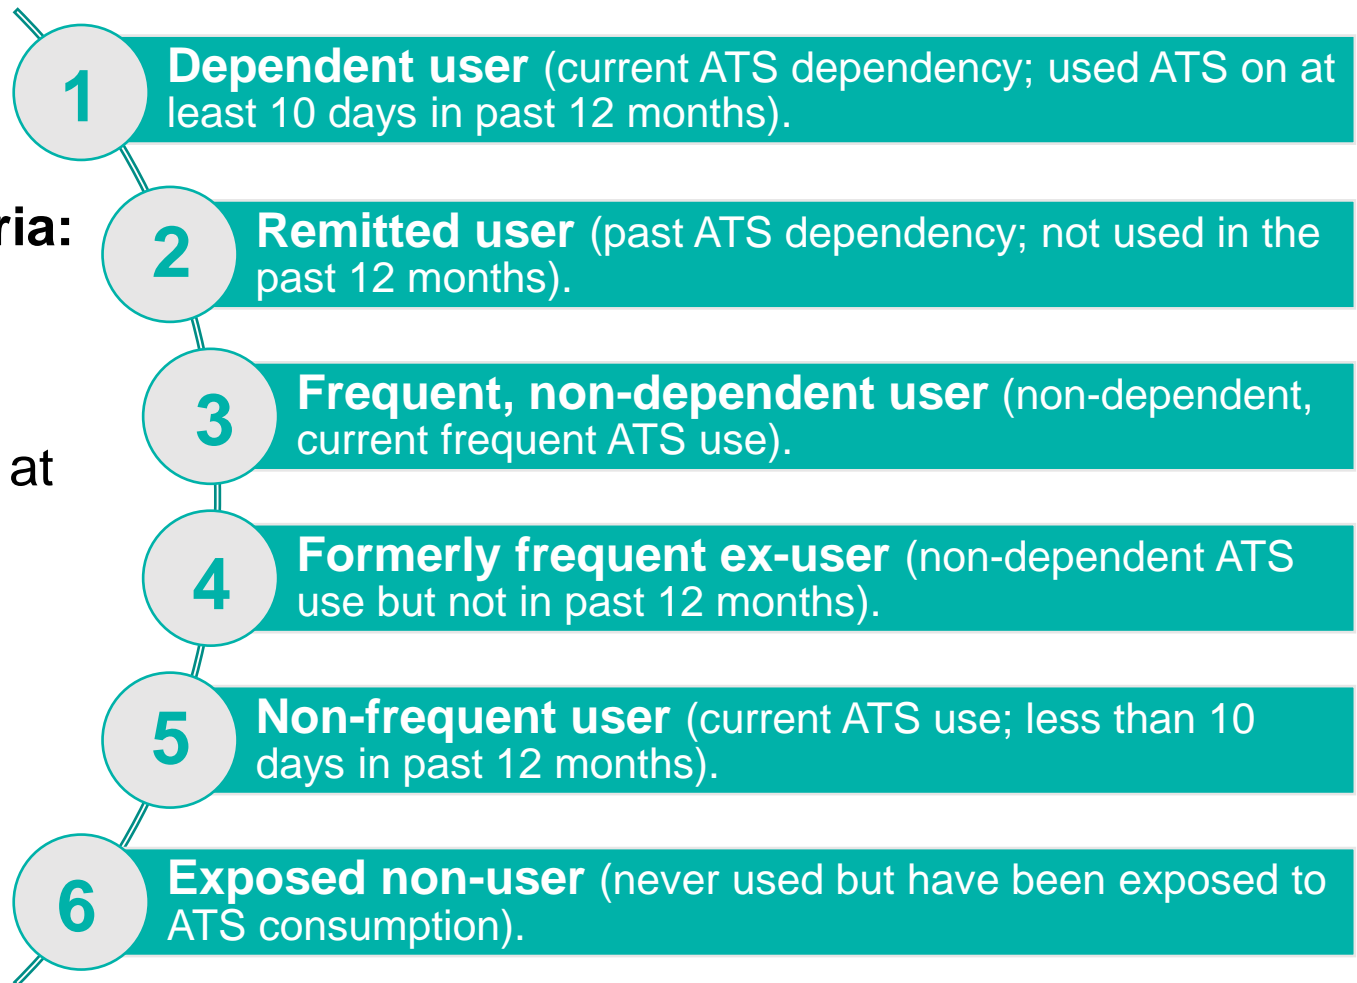 1
Dependent user (current ATS dependency; used ATS on at
least 10 days in past 12 months).
ria:
2
Remitted user (past ATS dependency; not used in the
past 12 months).
3
Frequent, non-dependent user (non-dependent,
current frequent ATS use).
at
4
Formerly frequent ex-user (non-dependent ATS
use but not in past 12 months).
5
Non-frequent user (current ATS use; less than 10
days in past 12 months).
6
Exposed non-user (never used but have been exposed to
ATS consumption).